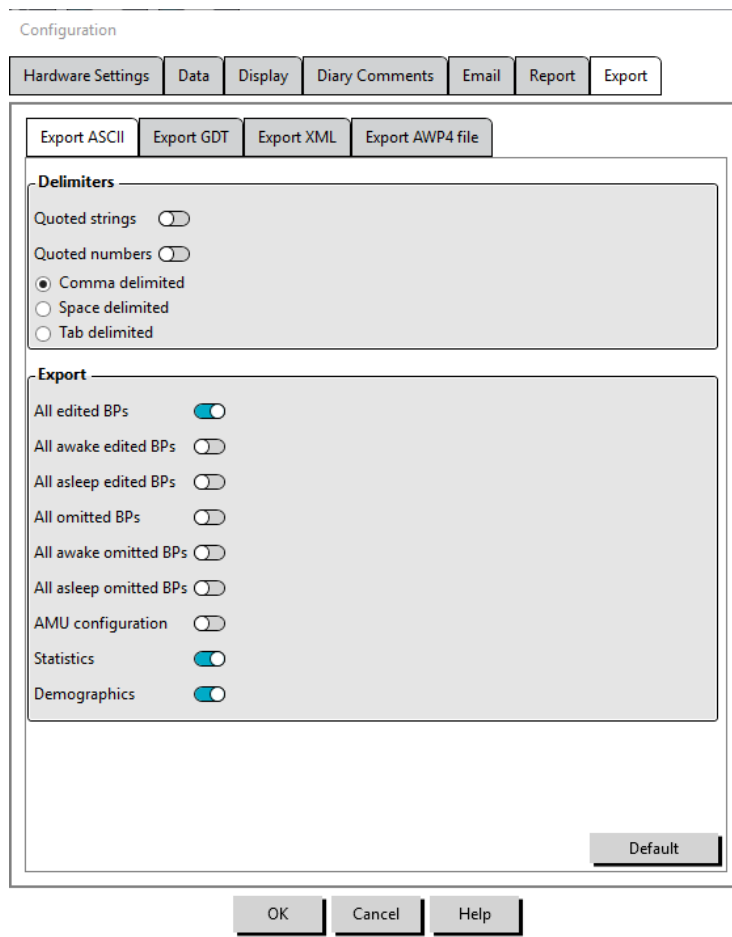 Configuration
Hardware Settings Data Display Diary Comments Email Report Export
Export ASCII Export GDT Export XML Export AWP4 file
Delimiters
Quoted strings
Quoted numbers
Comma delimited
Space delimited
Tab delimited
Export
All edited BPs
All awake edited BPs
All asleep edited BPs
All omitted BPs
All awake omitted BPs
All asleep omitted BPs
AMU configuration
Statistics
Demographics
Default
OK Cancel Help